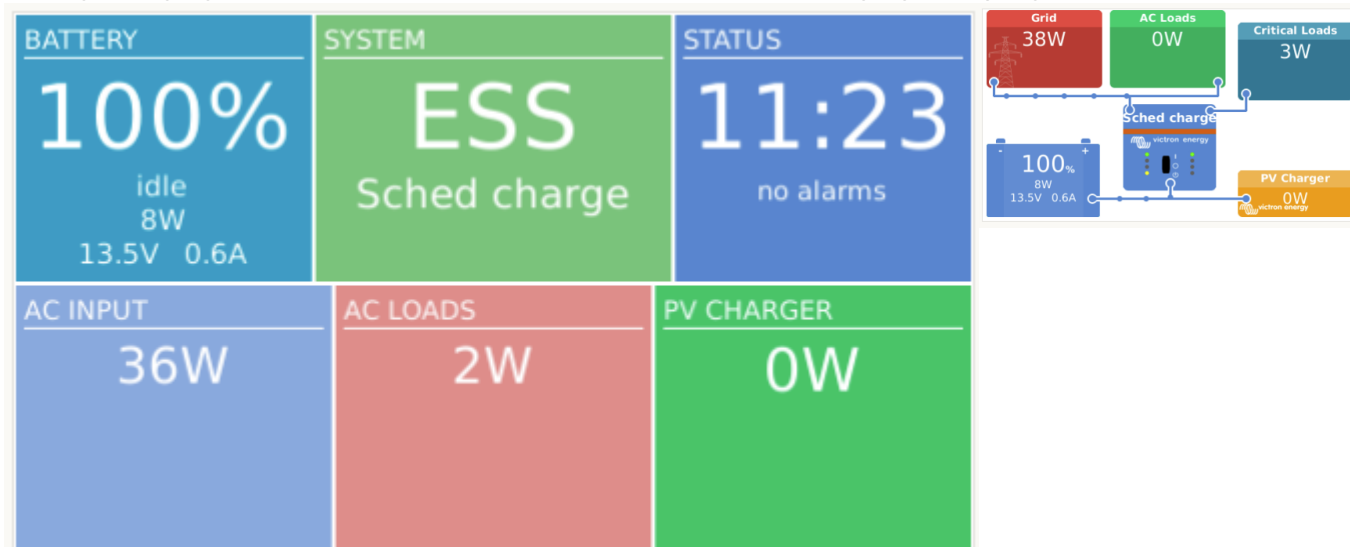 BATTERY
100%
idle
8W
13.5V 0.6A
SYSTEM
ESS
Sched charge
STATUS
11:23
no alarms
AC INPUT
36W
AC LOADS
2W
PV CHARGER
0W
Grid
38W
AC Loads
0W
Critical Loads
3W
Sched charge
victron energy
- +
100%
8W
13.5V 0.6A
PV Charger
0W
victron energy